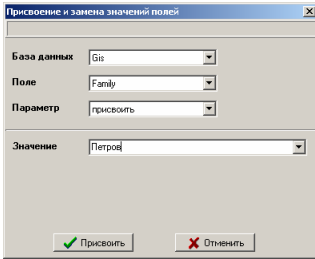 Присвоение и замена значений полей
База данных Gis
Поле Family
Параметр присвоить
Значение Петров
Присвоить Отменить